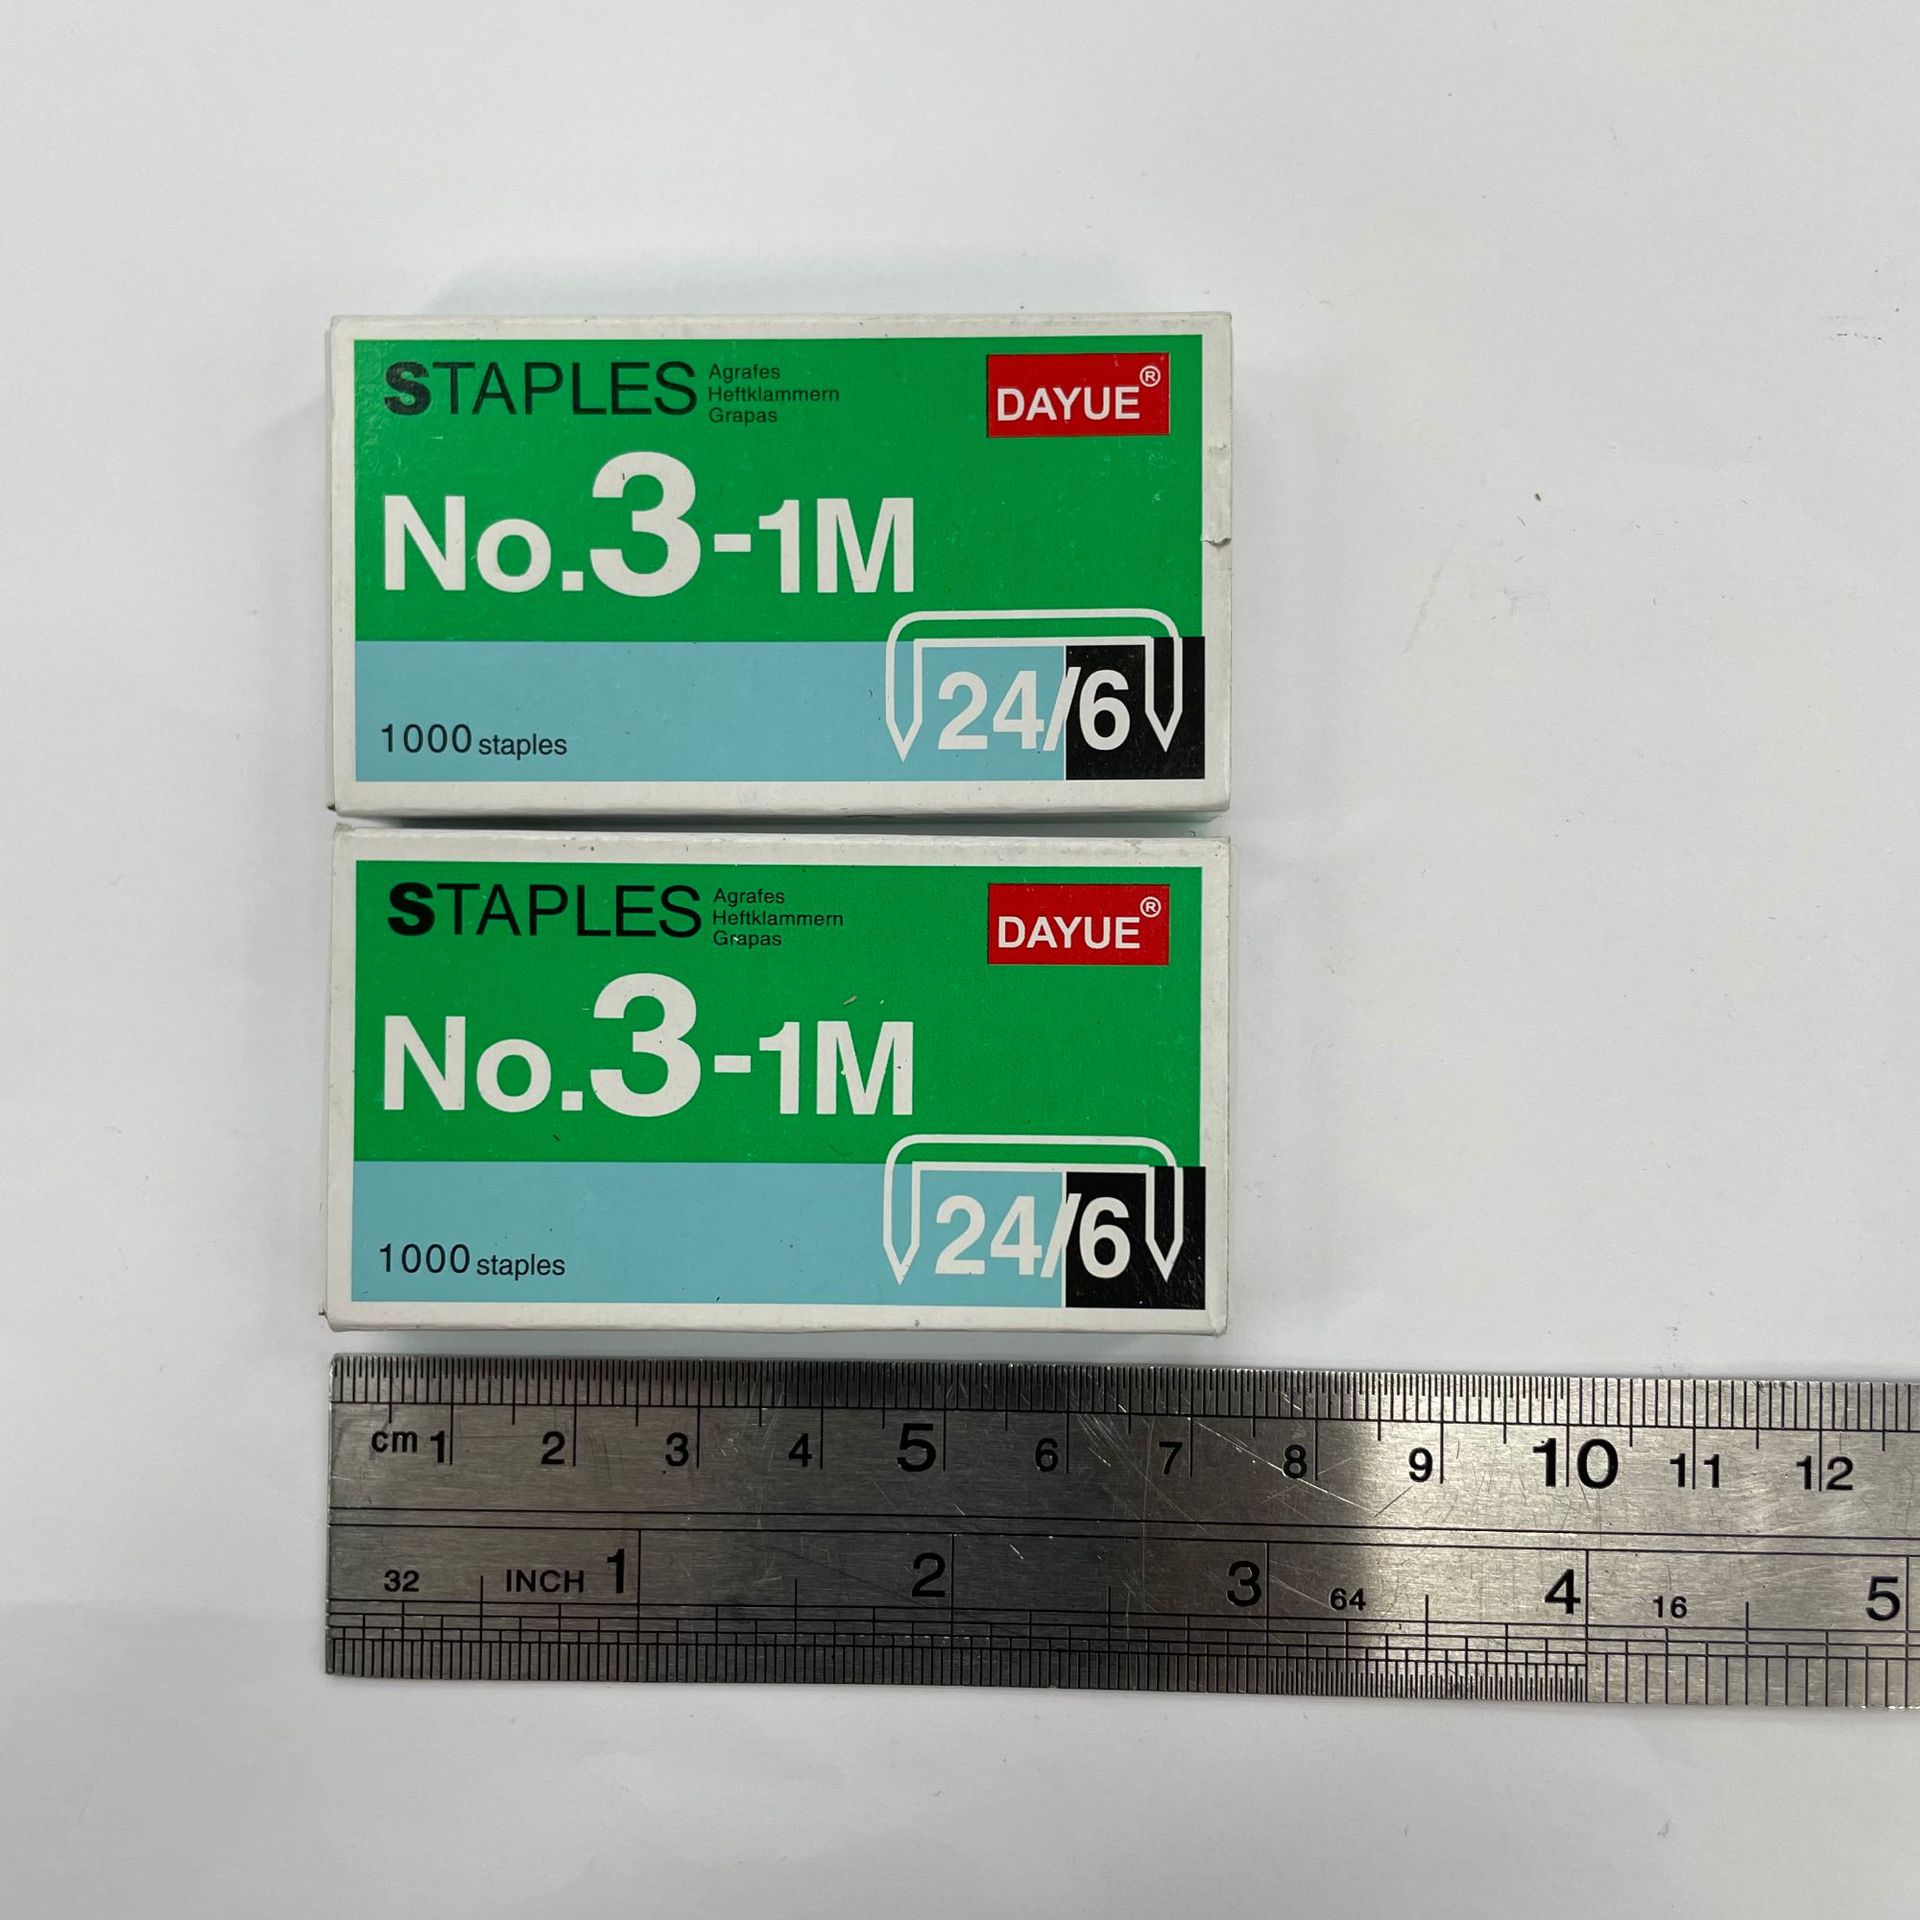 STAPLES
Agrafes
Heftklammern
Grapas
DAYUE®
No.3-1M
1000 staples
24/6
STAPLES
Agrafes
Heftklammern
Grapas
DAYUE®
No.3-1M
1000 staples
24/6
cm 1 2 3 4 5 6 7 8 9 10 11 12
32 INCH 1 2 3 64 4 16 5